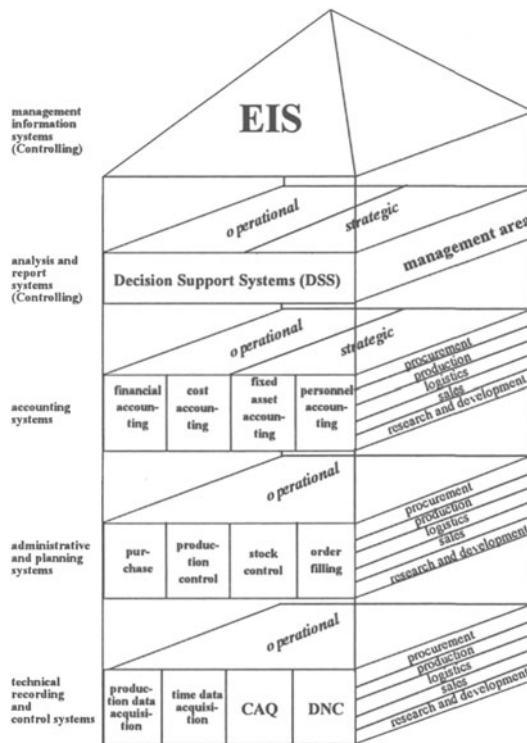 EIS
management
information
systems
(Controlling)
operational
strategic
management area
analysis and
report
systems
(Controlling)
Decision Support Systems (DSS)
operational
strategic
procurement
production
logistics
sales
research and development
accounting
systems
financial
accoun-
ting
cost
accoun-
ting
fixed
asset
accoun-
ting
personnel
accoun-
ting
operational
procurement
production
logistics
sales
research and development
administrative
and planning
systems
pur-
chase
produc-
tion
control
stock
control
order
filling
operational
procurement
production
logistics
sales
research and development
technical
recording
and
control systems
produc-
tion data
acquisi-
tion
time data
acquisi-
tion
CAQ
DNC